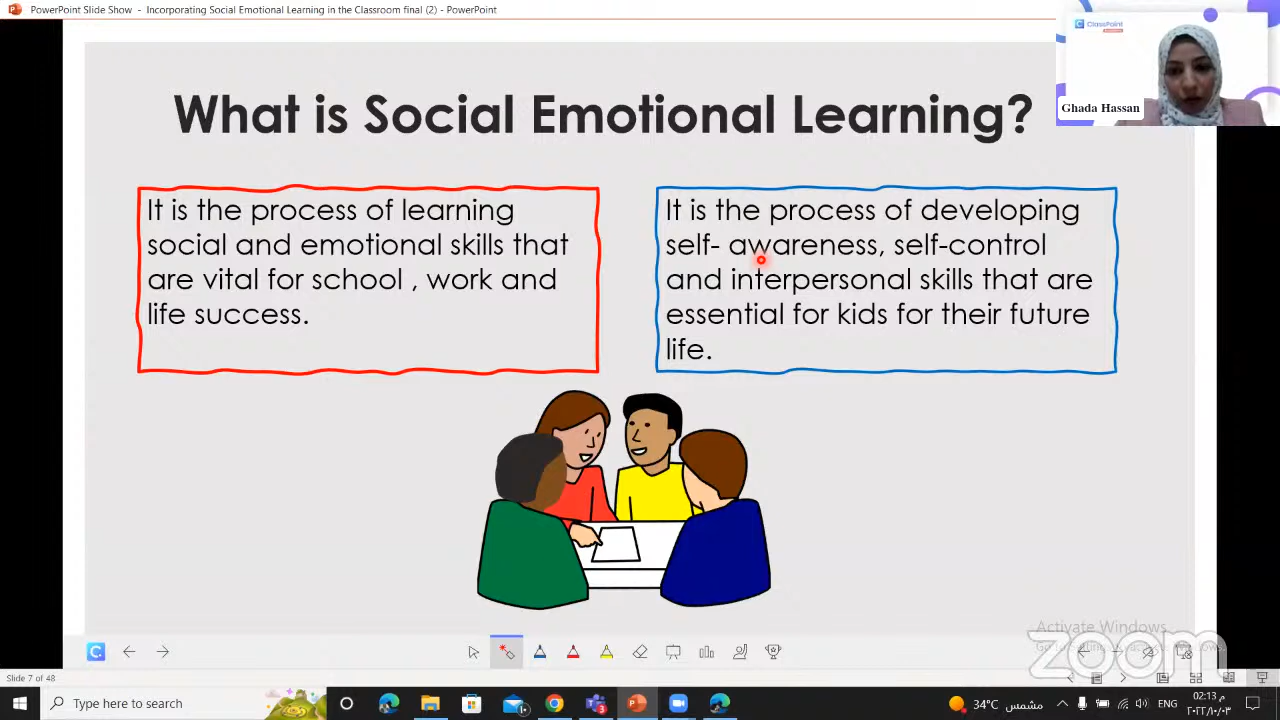 PowerPoint Slide Show - Incorporating Social Emotional Learning in the Classroom final (2) - PowerPoint
ClassPoint
Ghada Hassan
What is Social Emotional Learning?
It is the process of learning
social and emotional skills that
are vital for school , work and
life success.
It is the process of developing
self- awareness, self-control
and interpersonal skills that are
essential for kids for their future
life.
Activate Windows
zoom
Slide 7 of 48
Type here to search
34°C مشمس
ENG
02:13 م
٢٠٢٢/١٠/٠٣